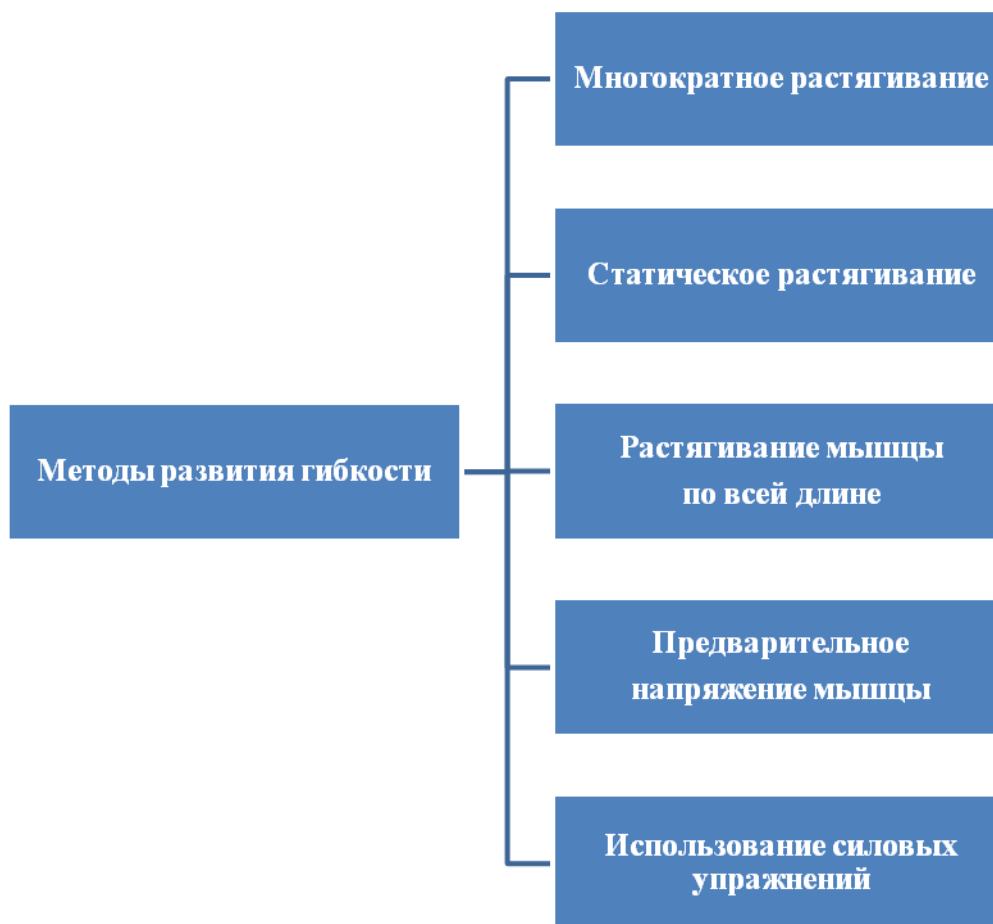 Многократное растягивание
Статическое растягивание
Растягивание мышцы
по всей длине
Методы развития гибкости
Предварительное
напряжение мышцы
Использование силовых
упражнений